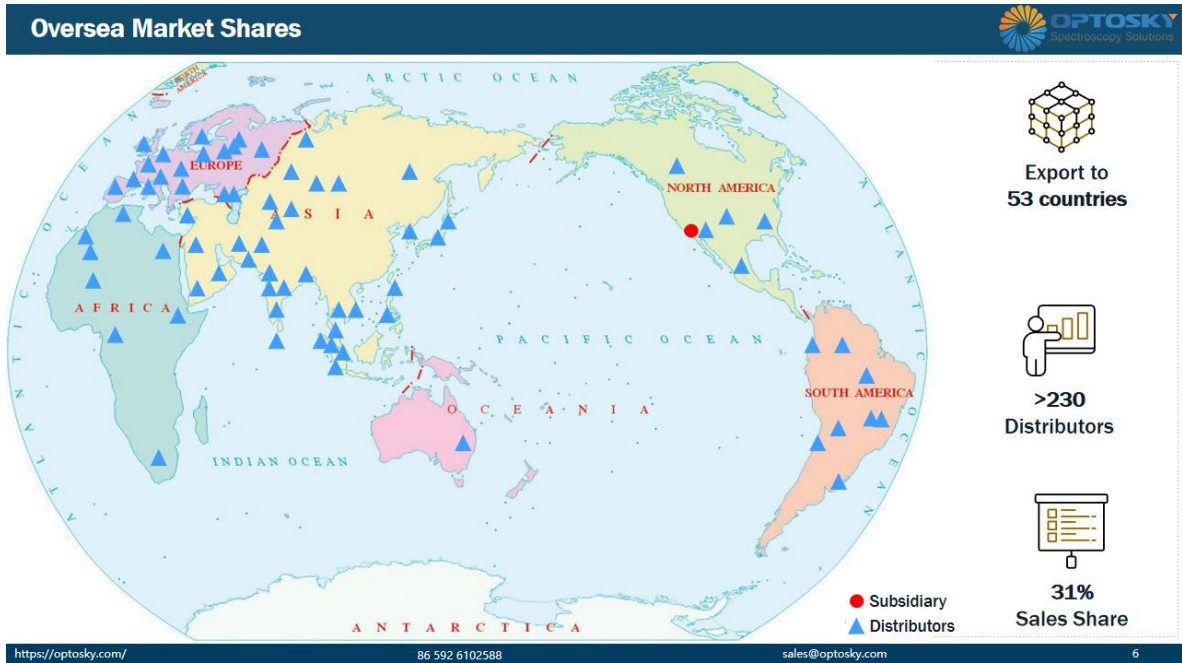 Oversea Market Shares
OPTOSKY
Spectroscopy Solutions
ARCTIC OCEAN
NORTH
AMERICA
EUROPE
ASIA
NORTH AMERICA
AFRICA
PACIFIC OCEAN
SOUTH AMERICA
OCEANIA
INDIAN OCEAN
ATLANTIC OCEAN
ATLANTIC OCEAN
ANTARCTICA
Export to
53 countries
>230
Distributors
31%
Sales Share
Subsidiary
Distributors
https://optosky.com/
86 592 6102588
sales@optosky.com
6